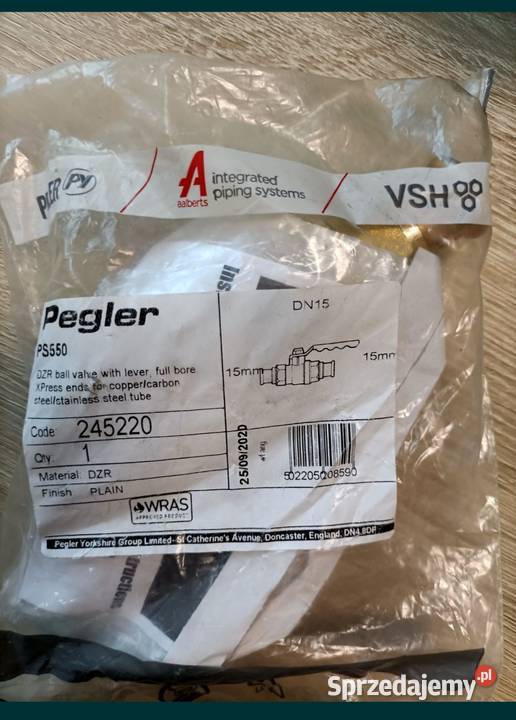 PV
A
aalberts
integrated
piping systems
VSH
Pegler
PS550
DN15
DZR ball valve with lever, full bore
XPress ends for copper/carbon
steel/stainless steel tube
15mm
15mm
Code: 245220
Qty: 1
Material: DZR
Finish PLAIN
25/09/2020
WRAS
APPROVED PRODUCT
Pegler Yorkshire Group Limited- St Catherine's Avenue, Doncaster, England, DN4 8DF
Sprzedajemy.pl